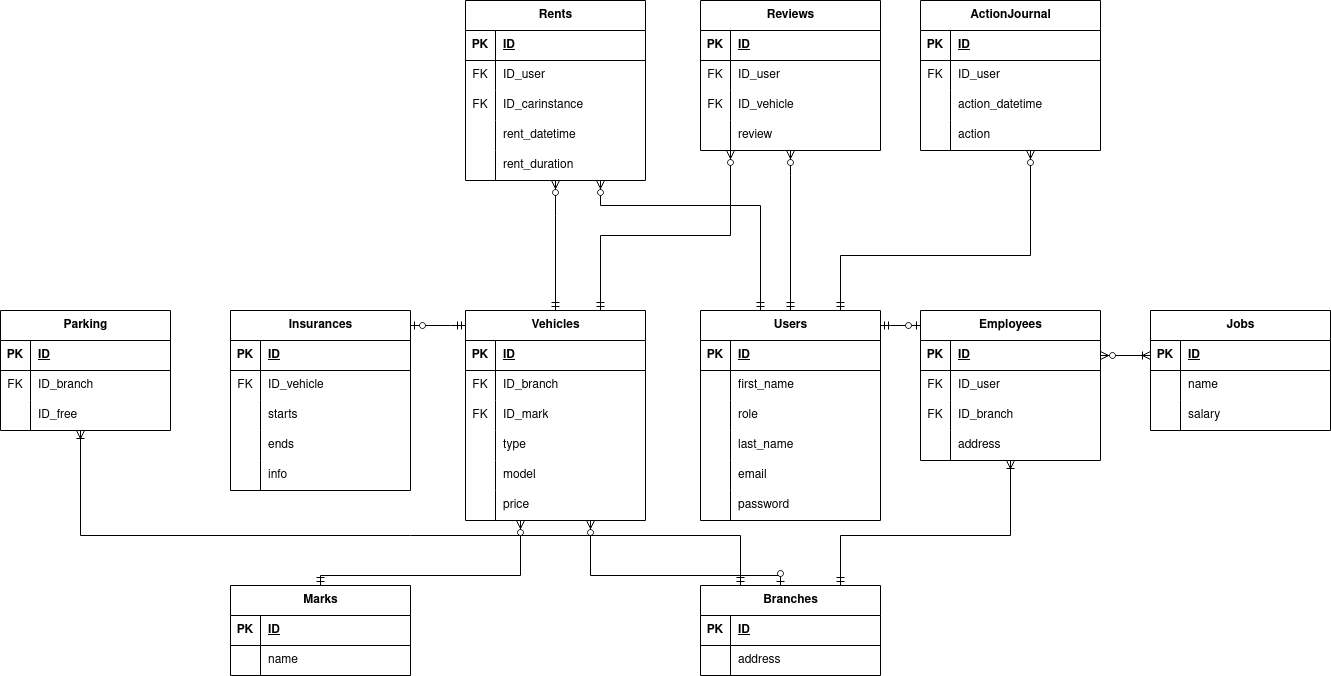 Rents
PK ID
FK ID_user
FK ID_carinstance
rent_datetime
rent_duration
Reviews
PK ID
FK ID_user
FK ID_vehicle
review
ActionJournal
PK ID
FK ID_user
action_datetime
action
Parking
PK ID
FK ID_branch
ID_free
Insurances
PK ID
FK ID_vehicle
starts
ends
info
Vehicles
PK ID
FK ID_branch
FK ID_mark
type
model
price
Users
PK ID
first_name
role
last_name
email
password
Employees
PK ID
FK ID_user
FK ID_branch
address
Jobs
PK ID
name
salary
Marks
PK ID
name
Branches
PK ID
address